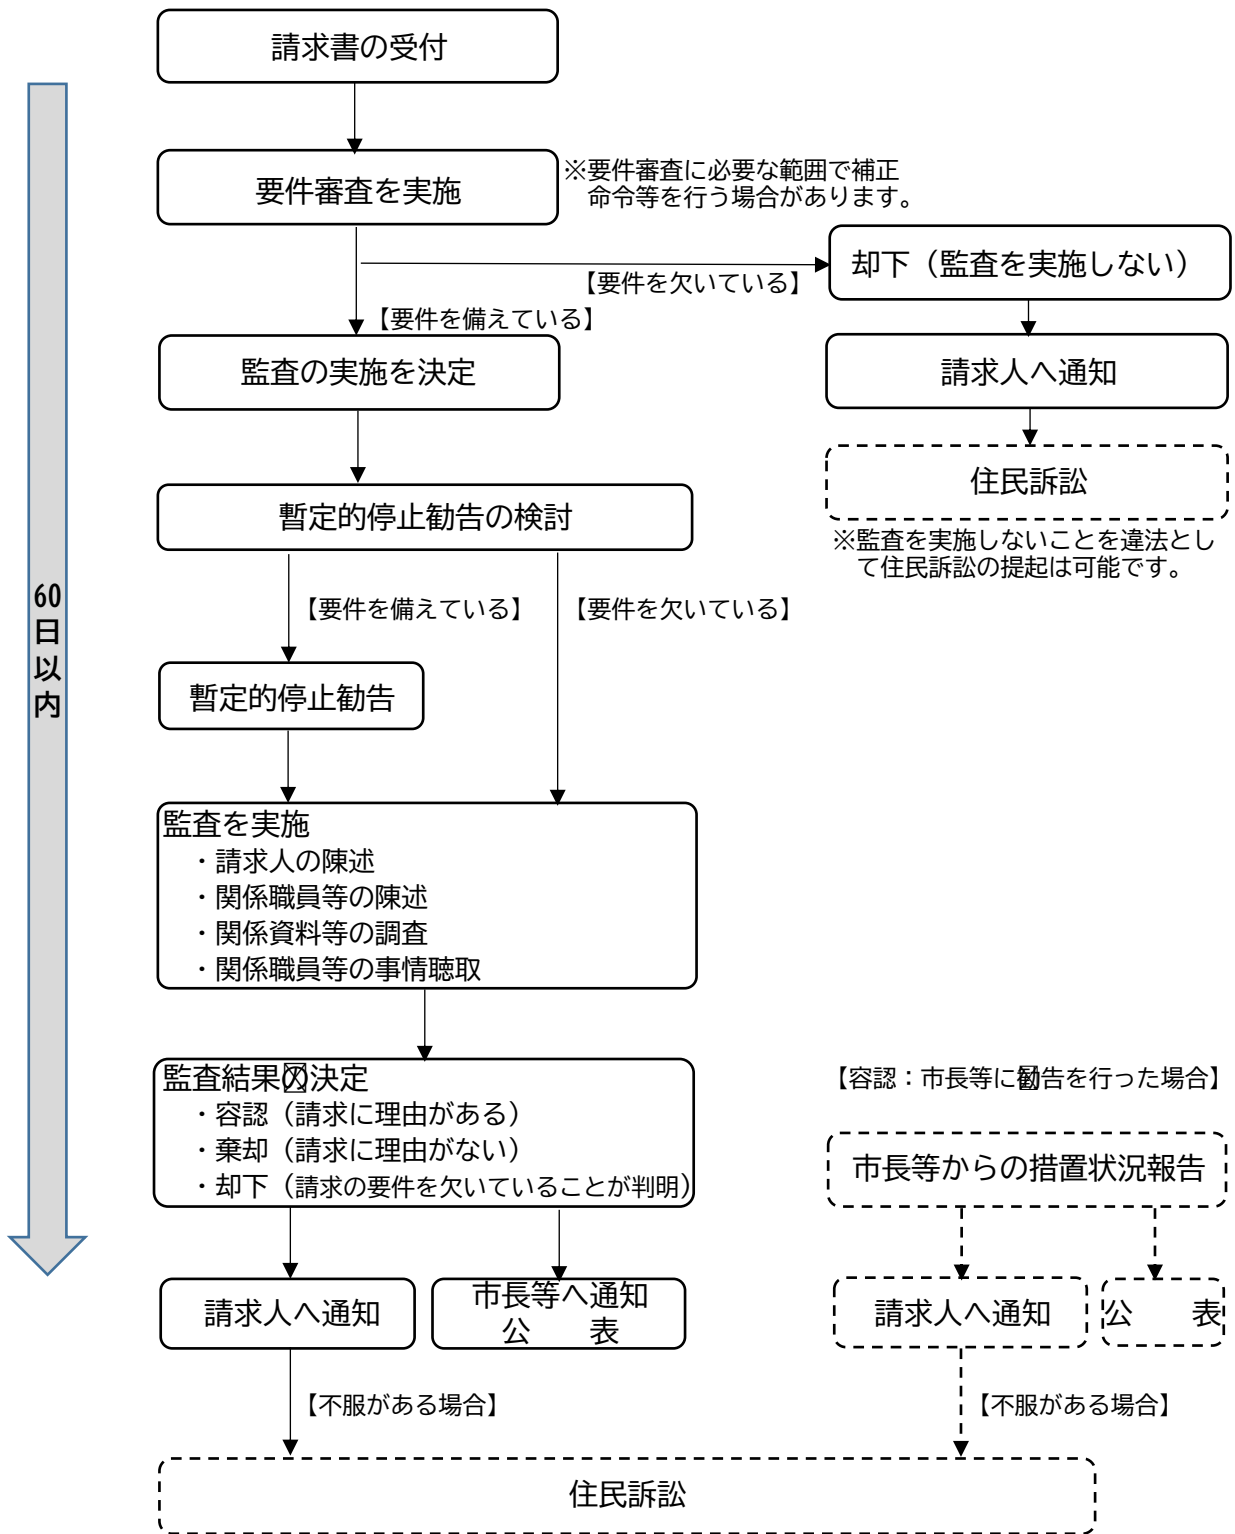 請求書の受付
要件審査を実施
※要件審査に必要な範囲で補正
命令等を行う場合があります。
却下（監査を実施しない）
【要件を欠いている】
【要件を備えている】
監査の実施を決定
請求人へ通知
住民訴訟
※監査を実施しないことを違法とし
て住民訴訟の提起は可能です。
暫定的停止勧告の検討
【要件を備えている】
【要件を欠いている】
60
日
以
内
暫定的停止勧告
監査を実施
・請求人の陳述
・関係職員等の陳述
・関係資料等の調査
・関係職員等の事情聴取
監査結果の決定
・容認（請求に理由がある）
・棄却（請求に理由がない）
・却下（請求の要件を欠いていることが判明）
【容認：市長等に勧告を行った場合】
市長等からの措置状況報告
請求人へ通知
市長等へ通知
公　　表
請求人へ通知
公　　表
【不服がある場合】
【不服がある場合】
住民訴訟